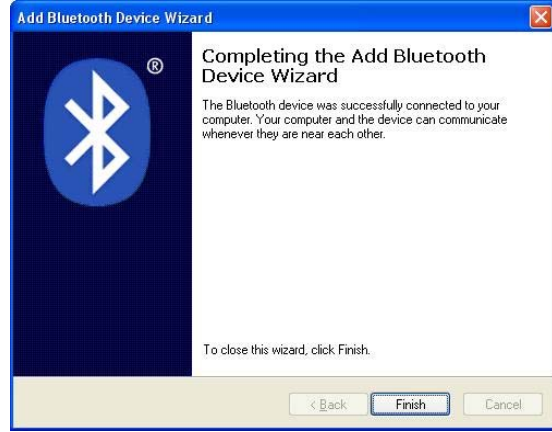 Add Bluetooth Device Wizard
®
Completing the Add Bluetooth
Device Wizard
The Bluetooth device was successfully connected to your
computer. Your computer and the device can communicate
whenever they are near each other.
To close this wizard, click Finish.
< Back
Finish
Cancel